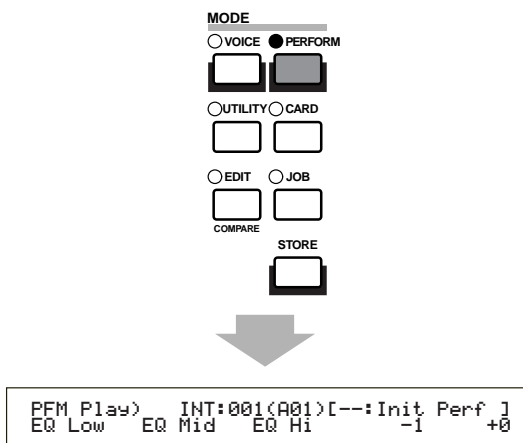 MODE
VOICE PERFORM
UTILITY CARD
EDIT JOB
COMPARE
STORE
PFM Play) INT:001(A01)[--:Init Perf ]
EQ Low EQ Mid EQ Hi -1 +0